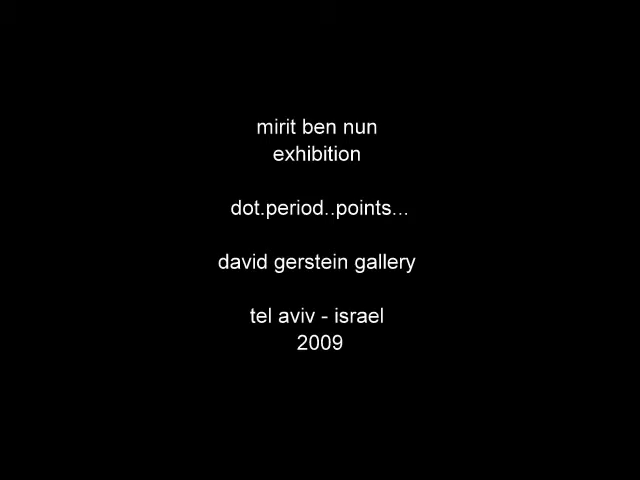 mirit ben nun
exhibition
dot.period..points...
david gerstein gallery
tel aviv - israel
2009